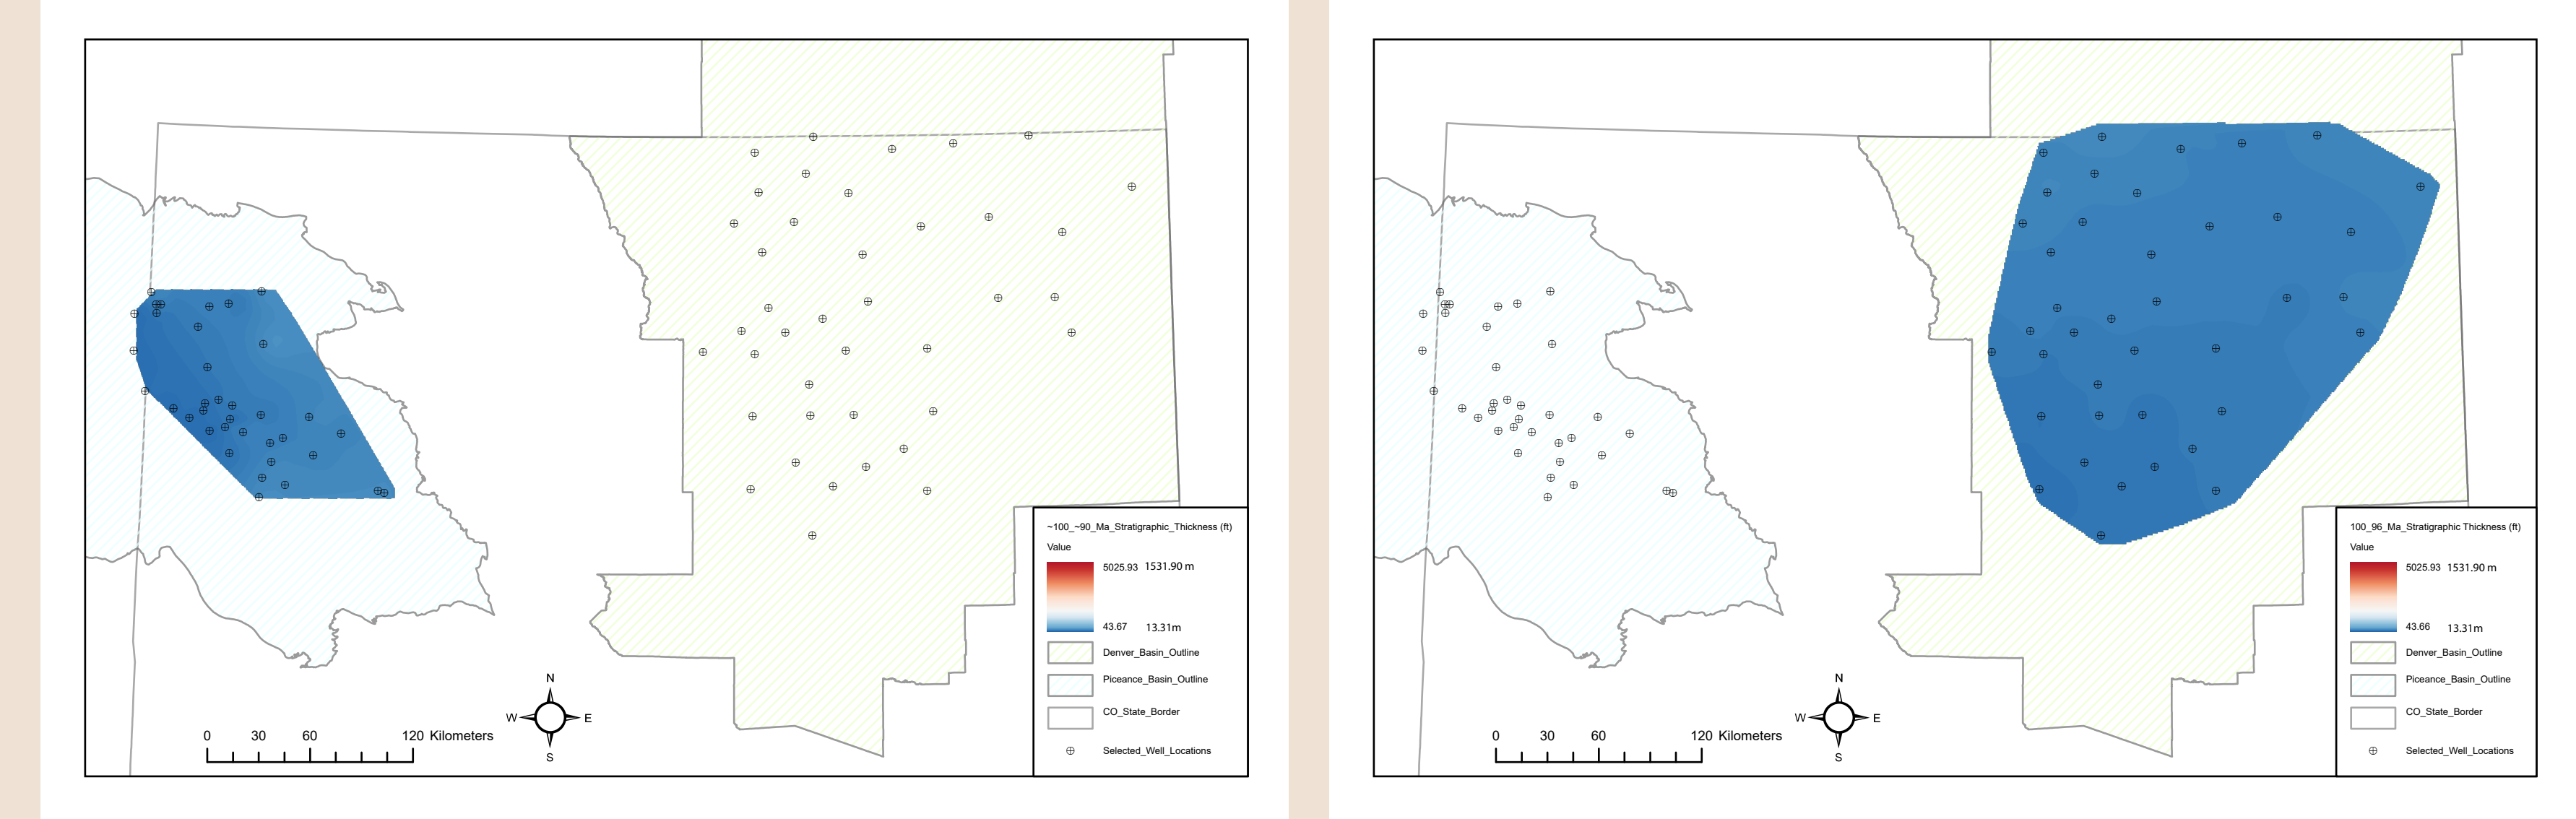 ~100_~90_Ma_Stratigraphic_Thickness (ft)
Value
5025.93 1531.90 m
43.67 13.31m
Denver_Basin_Outline
Piceance_Basin_Outline
CO_State_Border
Selected_Well_Locations
N
W E
S
0 30 60 120 Kilometers
100_96_Ma_Stratigraphic Thickness (ft)
Value
5025.93 1531.90 m
43.66 13.31m
Denver_Basin_Outline
Piceance_Basin_Outline
CO_State_Border
Selected_Well_Locations
N
W E
S
0 30 60 120 Kilometers